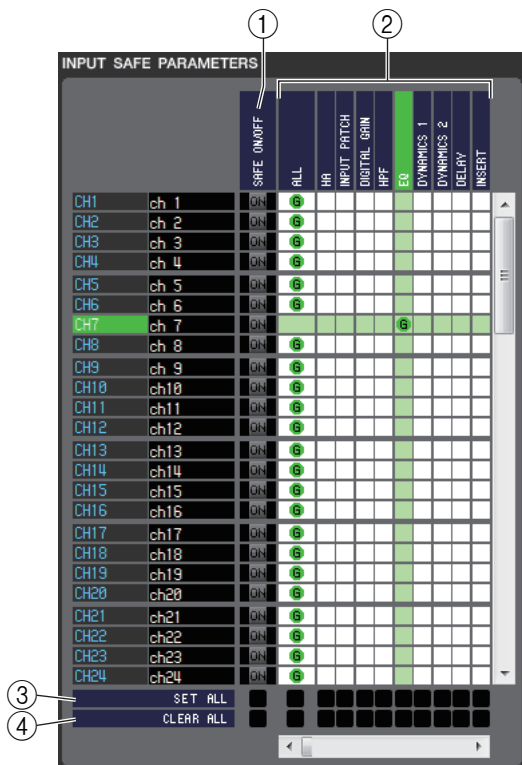 1 2
INPUT SAFE PARAMETERS
SAFE ON/OFF
ALL
HA
INPUT PATCH
DIGITAL GAIN
HPF
EQ
DYNAMICS 1
DYNAMICS 2
DELAY
INSERT
CH1 ch 1 ON G
CH2 ch 2 ON G
CH3 ch 3 ON G
CH4 ch 4 ON G
CH5 ch 5 ON G
CH6 ch 6 ON G
CH7 ch 7 ON G
CH8 ch 8 ON G
CH9 ch 9 ON G
CH10 ch10 ON G
CH11 ch11 ON G
CH12 ch12 ON G
CH13 ch13 ON G
CH14 ch14 ON G
CH15 ch15 ON G
CH16 ch16 ON G
CH17 ch17 ON G
CH18 ch18 ON G
CH19 ch19 ON G
CH20 ch20 ON G
CH21 ch21 ON G
CH22 ch22 ON G
CH23 ch23 ON G
CH24 ch24 ON G
3 SET ALL
4 CLEAR ALL